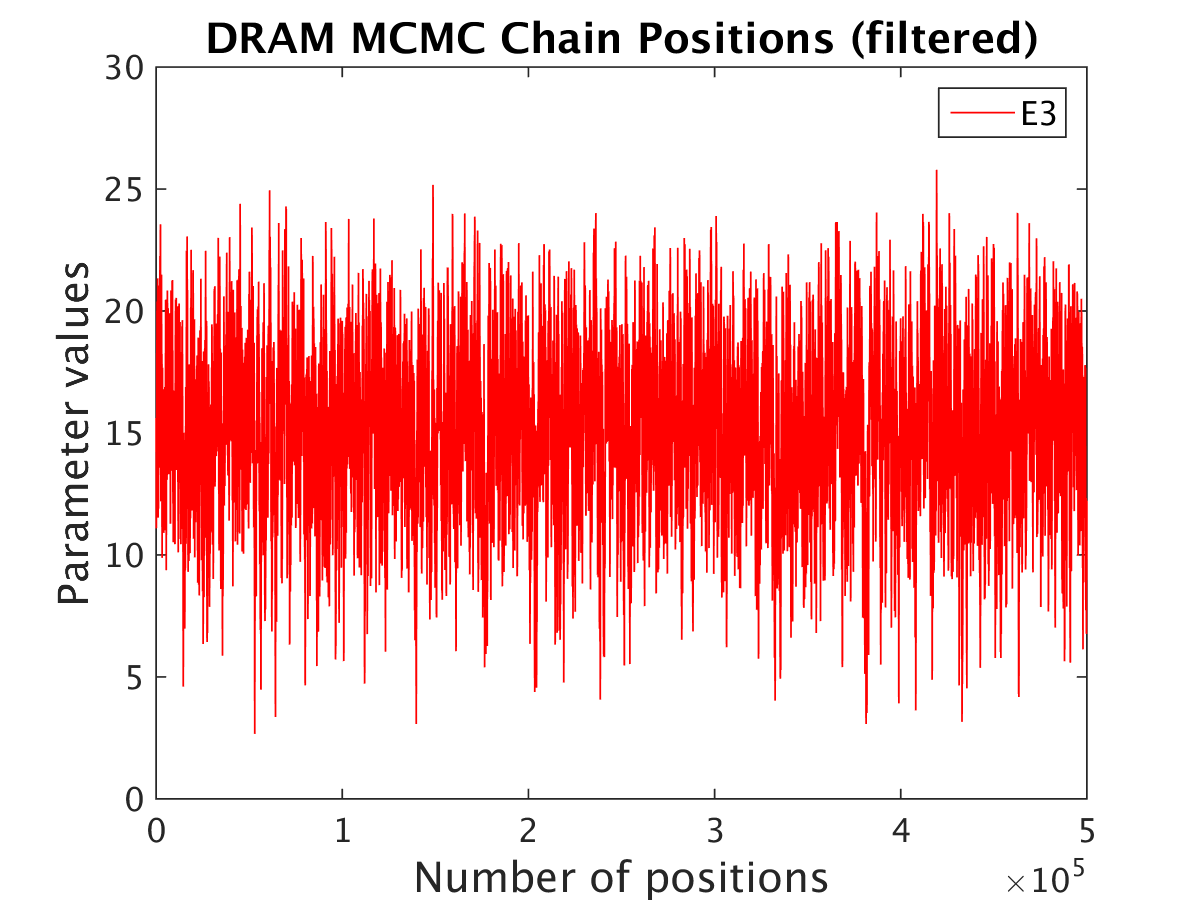 DRAM MCMC Chain Positions (filtered)
E3
Parameter values
30
25
20
15
10
5
0
0 1 2 3 4 5
×10^5
Number of positions